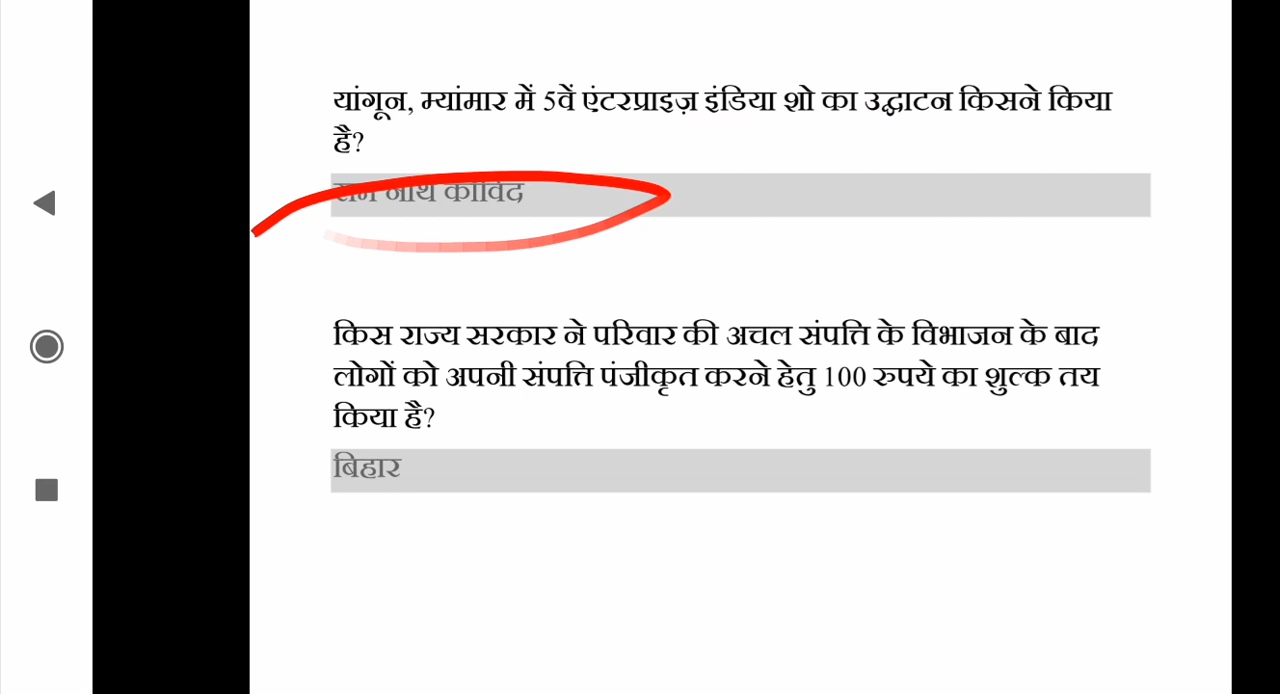 यांगून, म्यांमार में 5वें एंटरप्राइज़ इंडिया शो का उद्घाटन किसने किया
है?
राम नाथ कोविंद
किस राज्य सरकार ने परिवार की अचल संपत्ति के विभाजन के बाद
लोगों को अपनी संपत्ति पंजीकृत करने हेतु 100 रुपये का शुल्क तय
किया है?
बिहार